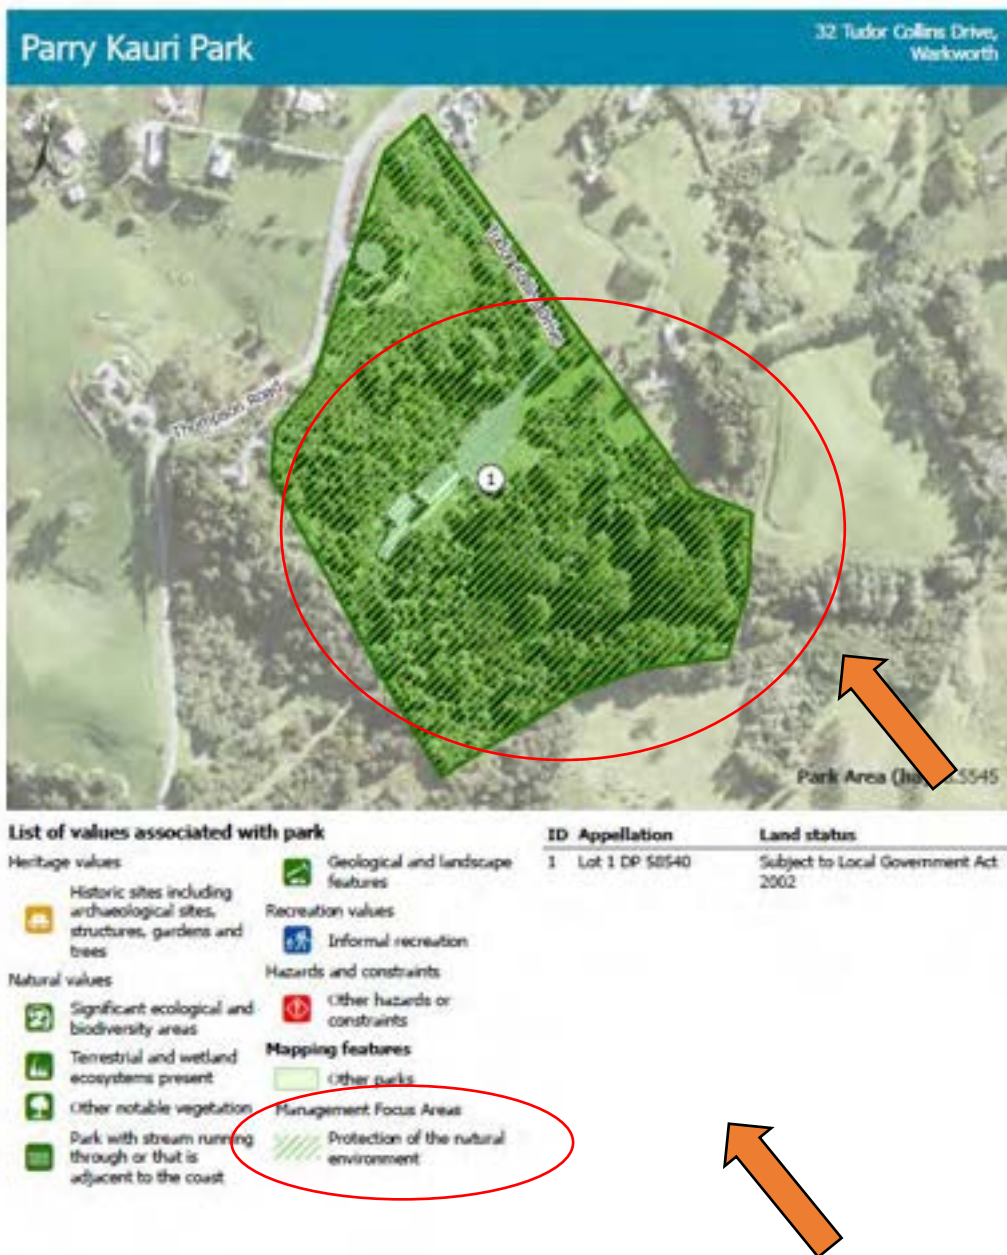 Parry Kauri Park
32 Tudor Collins Drive,
Warkworth
Thompson Road
1
Park Area (ha)
.5545
List of values associated with park
Heritage values
Historic sites including
archaeological sites,
structures, gardens and
trees
Natural values
Significant ecological and
biodiversity areas
Terrestrial and wetland
ecosystems present
Other notable vegetation
Park with stream running
through or that is
adjacent to the coast
Geological and landscape
features
Recreation values
Informal recreation
Hazards and constraints
Other hazards or
constraints
Mapping features
Other parks
Management Focus Areas
Protection of the natural
environment
ID Appellation Land status
1 Lot 1 DP 58540 Subject to Local Government Act
2002